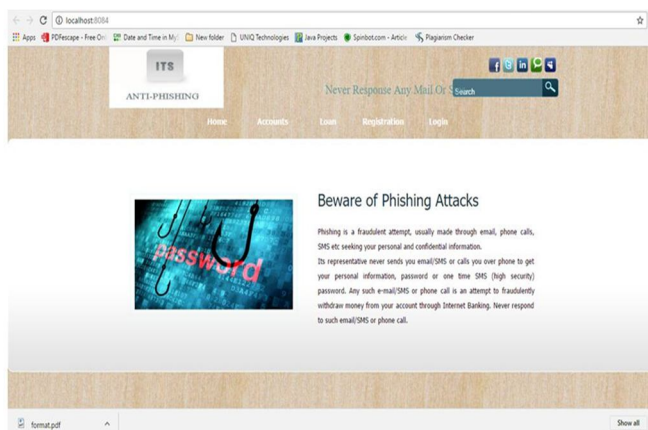 localhost:8084
Apps PDFescape - Free Onl Date and Time in My New folder UNIQ Technologies Java Projects Spinbot.com - Article Plagiarism Checker
ITS
ANTI-PHISHING
Never Response Any Mail Or S
Search
Home Accounts Loan Registration Login
password
Beware of Phishing Attacks
Phishing is a fraudulent attempt, usually made through email, phone calls,
SMS etc seeking your personal and confidential information.
Its representative never sends you email/SMS or calls you over phone to get
your personal information, password or one time SMS (high security)
password. Any such e-mail/SMS or phone call is an attempt to fraudulently
withdraw money from your account through Internet Banking. Never respond
to such email/SMS or phone call.
format.pdf Show all